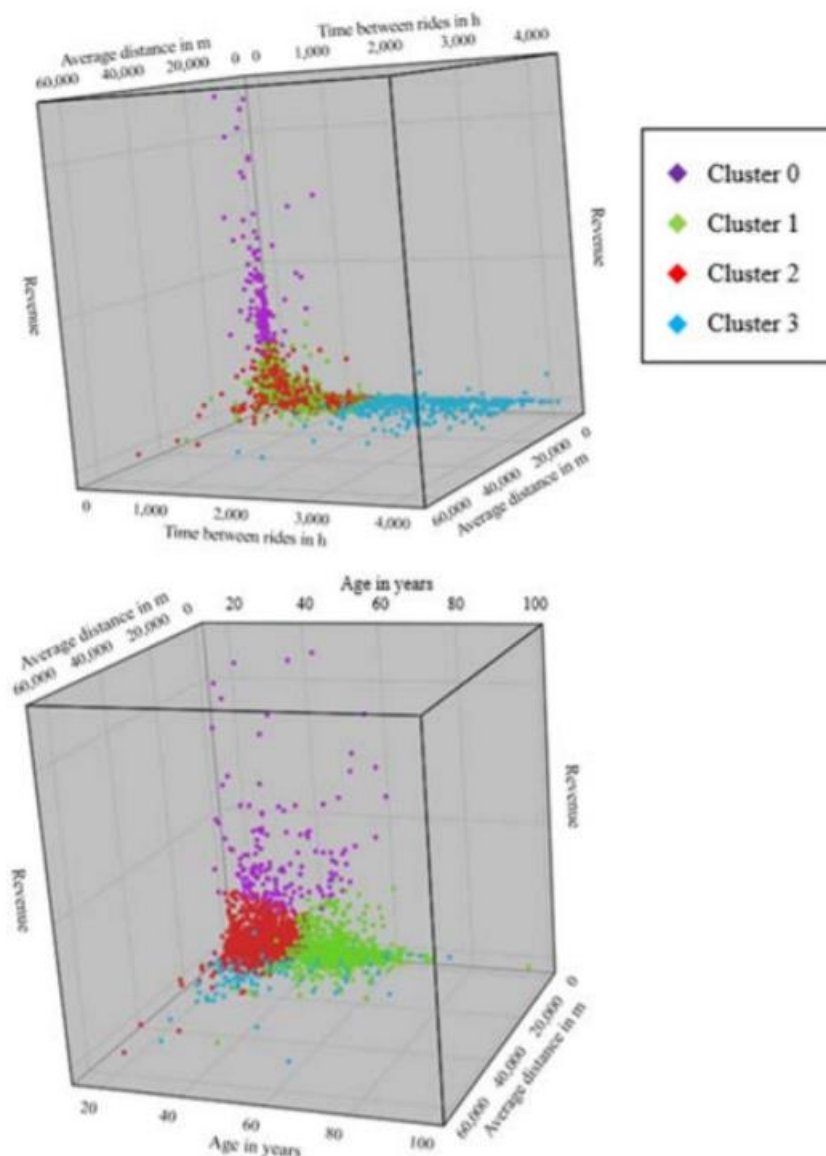 Time between rides in h
Average distance in m
60,000 40,000 20,000 0 0 1,000 2,000 3,000 4,000
Revenue
Revenue
0 1,000 2,000 3,000 4,000
Time between rides in h
60,000 40,000 20,000 0
Average distance in m
Cluster 0
Cluster 1
Cluster 2
Cluster 3
Age in years
Average distance in m
60,000 40,000 20,000 0
20 40 60 80 100
Revenue
Revenue
20 40 60 80 100
Age in years
60,000 40,000 20,000 0
Average distance in m